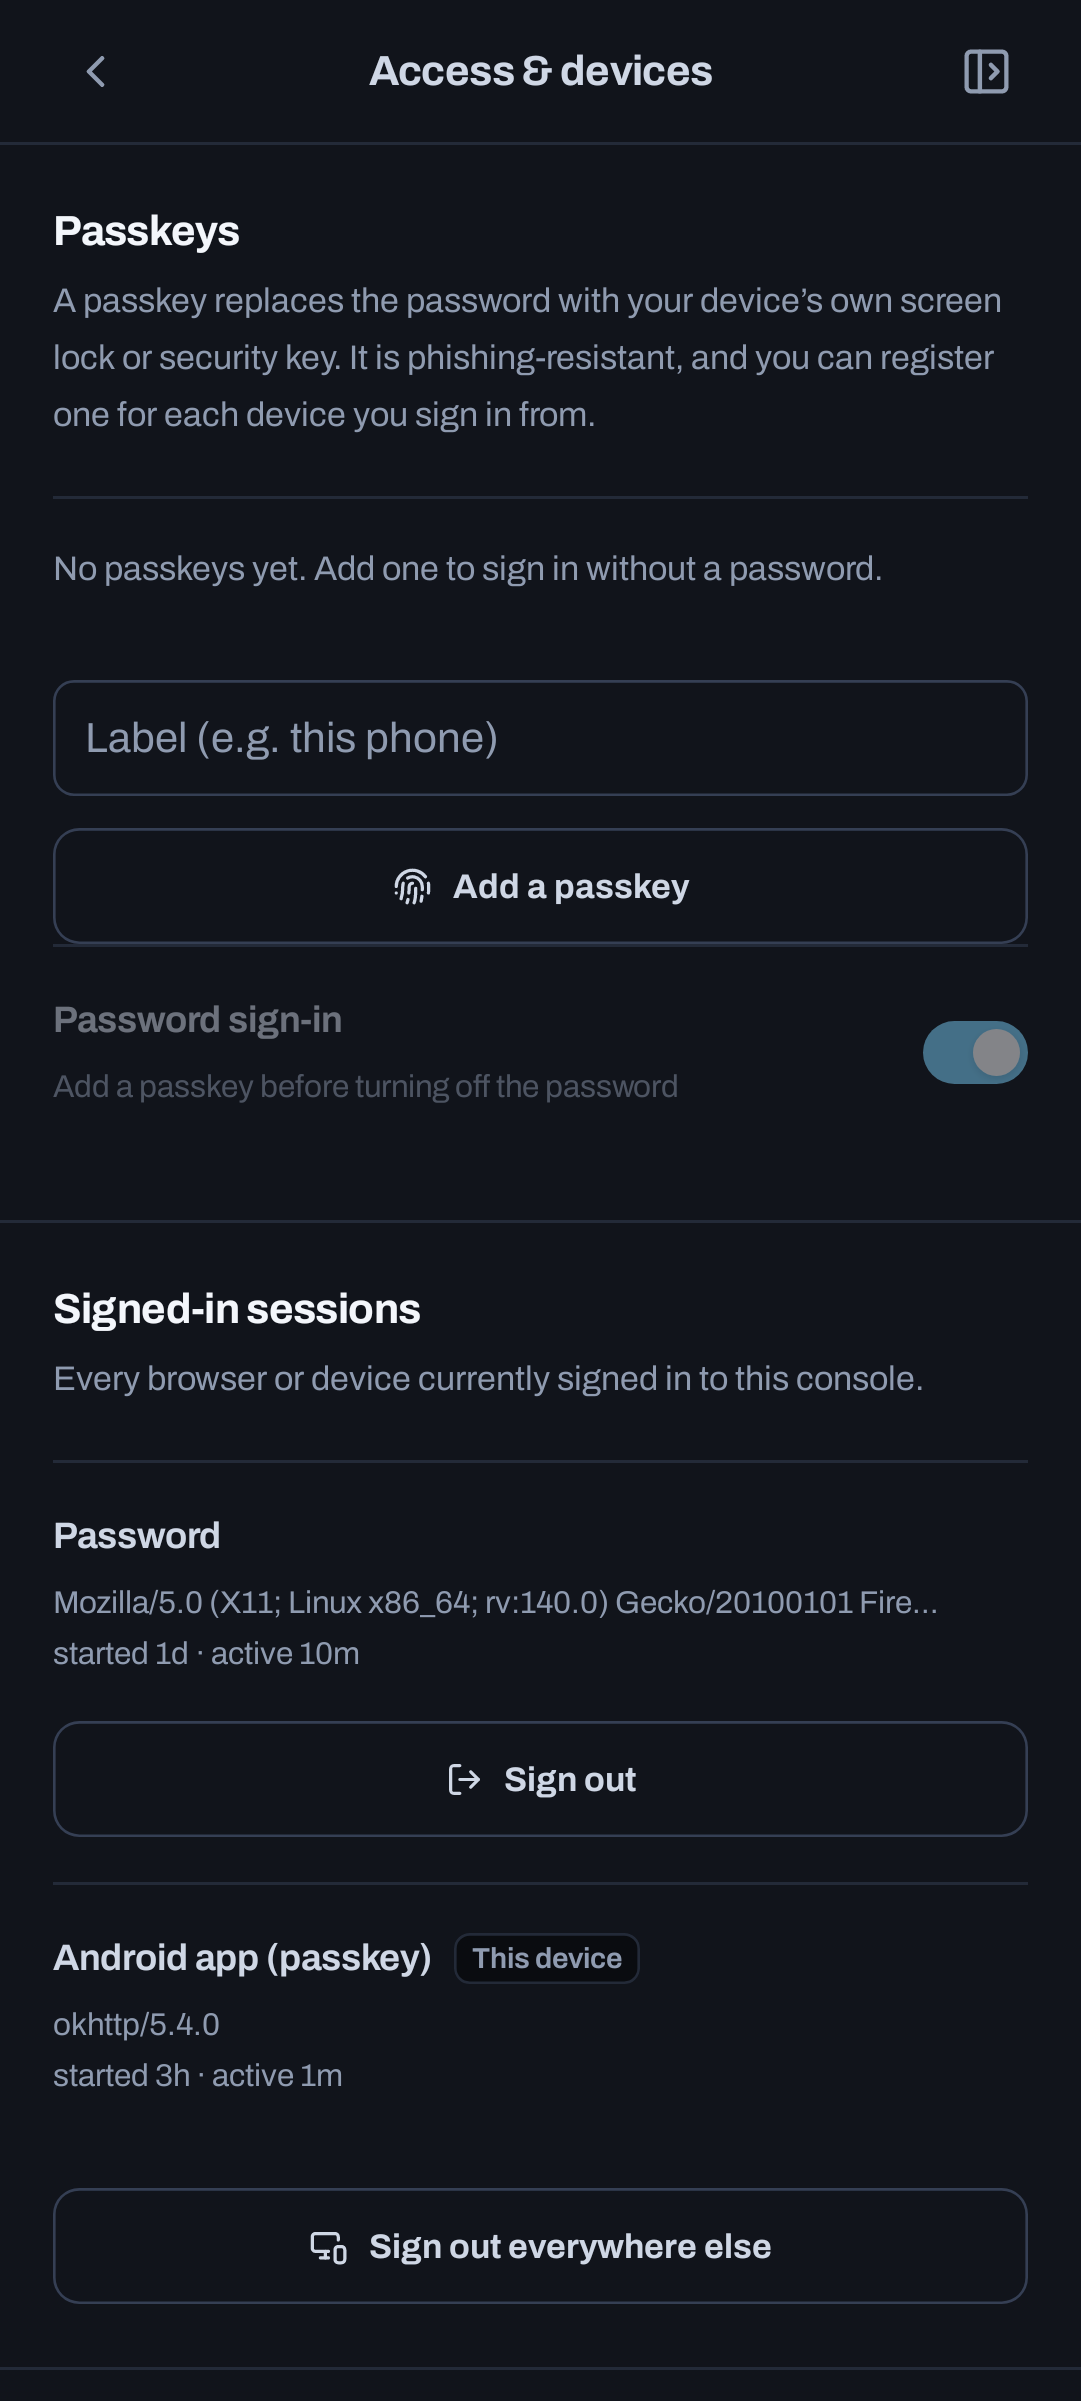 Access & devices
Passkeys
A passkey replaces the password with your device’s own screen
lock or security key. It is phishing-resistant, and you can register
one for each device you sign in from.
No passkeys yet. Add one to sign in without a password.
Label (e.g. this phone)
Add a passkey
Password sign-in
Add a passkey before turning off the password
Signed-in sessions
Every browser or device currently signed in to this console.
Password
Mozilla/5.0 (X11; Linux x86_64; rv:140.0) Gecko/20100101 Fire...
started 1d · active 10m
Sign out
Android app (passkey) This device
okhttp/5.4.0
started 3h · active 1m
Sign out everywhere else